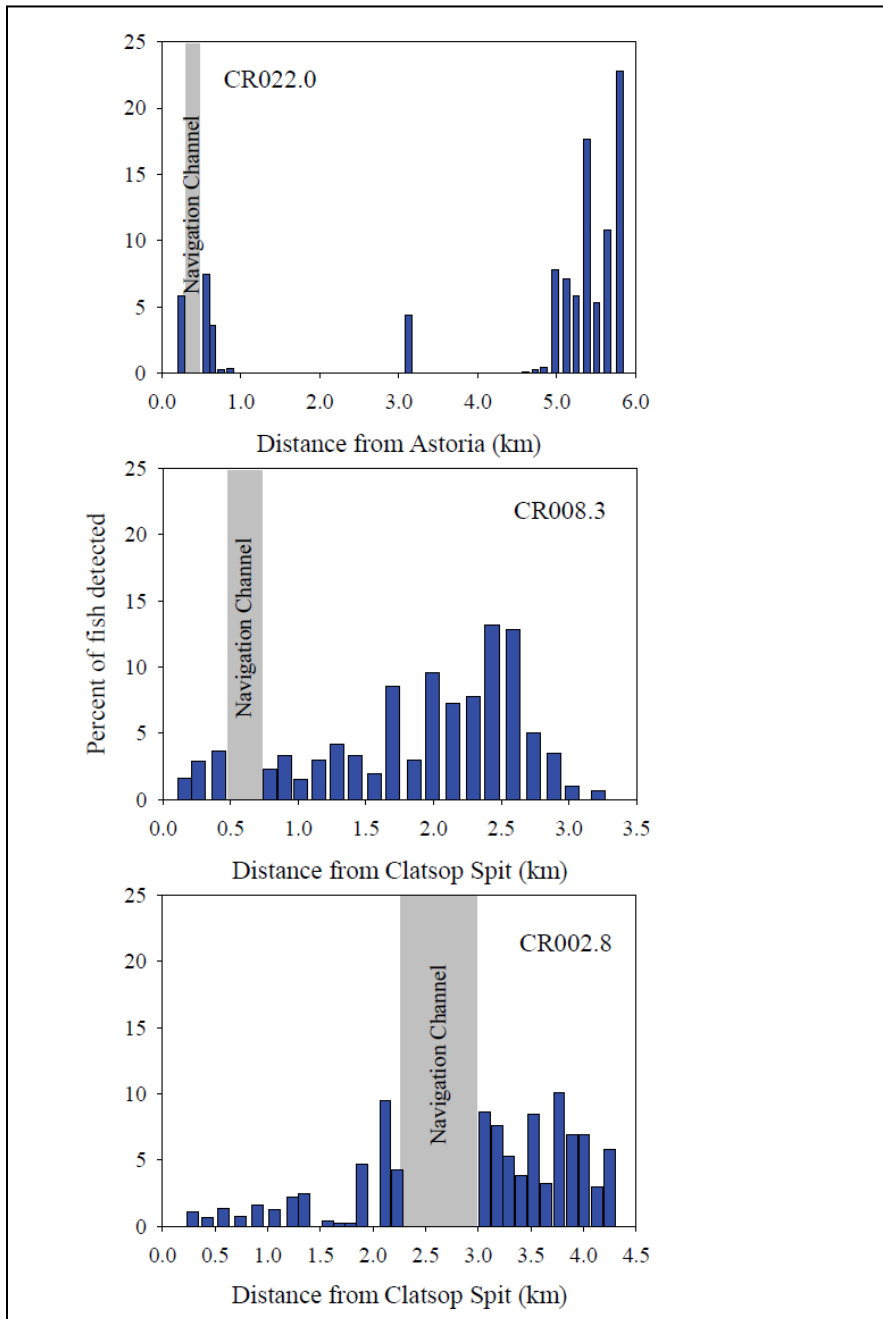 25
20
15
10
5
0
CR022.0
Navigation Channel
0.0 1.0 2.0 3.0 4.0 5.0 6.0
Distance from Astoria (km)
Percent of fish detected
25
20
15
10
5
0
CR008.3
Navigation Channel
0.0 0.5 1.0 1.5 2.0 2.5 3.0 3.5
Distance from Clatsop Spit (km)
25
20
15
10
5
0
CR002.8
Navigation Channel
0.0 0.5 1.0 1.5 2.0 2.5 3.0 3.5 4.0 4.5
Distance from Clatsop Spit (km)